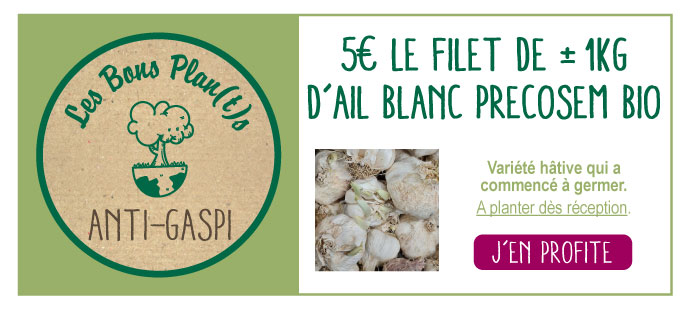 Les Bons Plan(t)s
ANTI-GASPI
5€ LE FILET DE ± 1KG
D'AIL BLANC PRECOSEM BIO
Variété hâtive qui a
commencé à germer.
A planter dès réception.
J'EN PROFITE